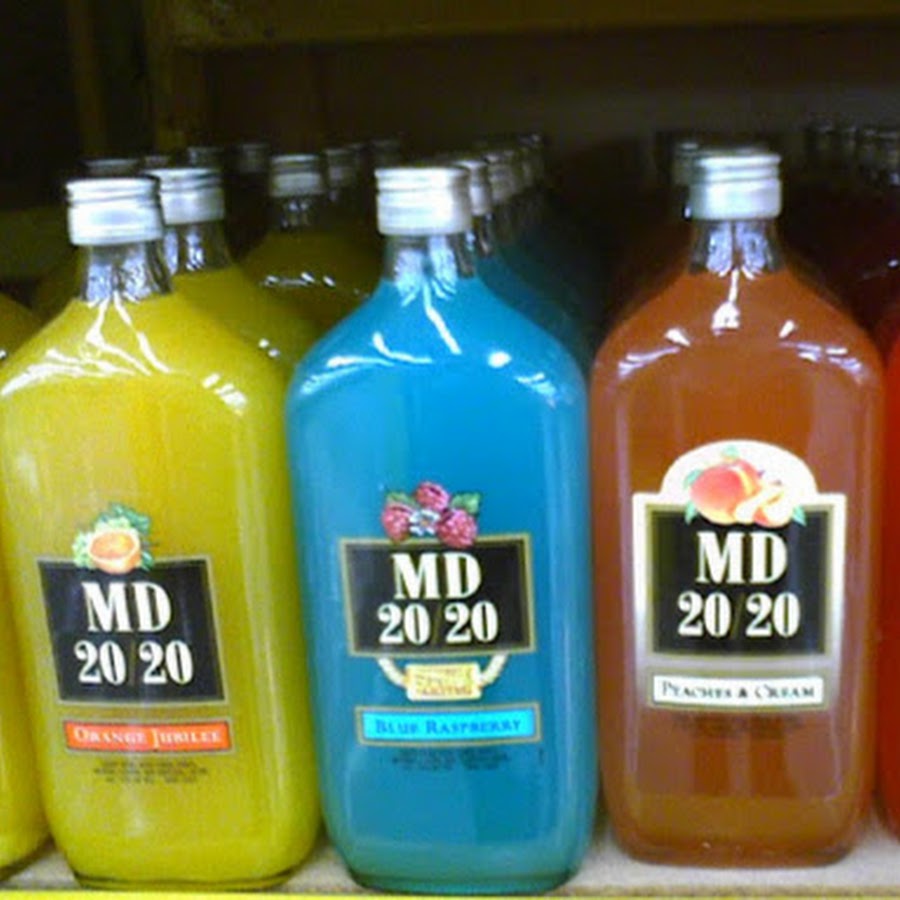 MD
20/20
ORANGE JUBILEE
MD
20/20
BLUE RASPBERRY
MD
20/20
PEACHES & CREAM